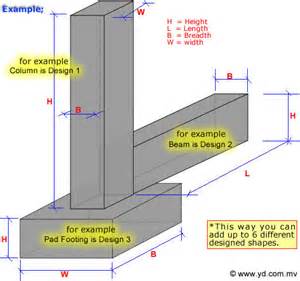 Example;
W
H = Height
L = Length
B = Breadth
W = width
for example
Column is Design 1
H
B
B
for example
Beam is Design 2
H
L
for example
Pad Footing is Design 3
H
B
W
*This way you can
add up to 6 different
designed shapes.
© www.yd.com.mv